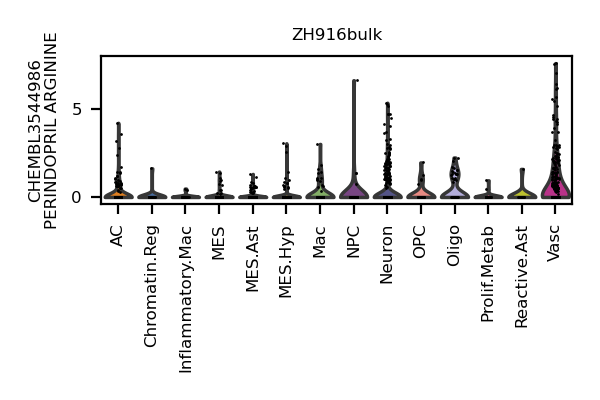 ZH916bulk
CHEMBL3544986
PERINDOPRIL ARGININE
5
0
AC
Chromatin.Reg
Inflammatory.Mac
MES
MES.Ast
MES.Hyp
Mac
NPC
Neuron
OPC
Oligo
Prolif.Metab
Reactive.Ast
Vasc